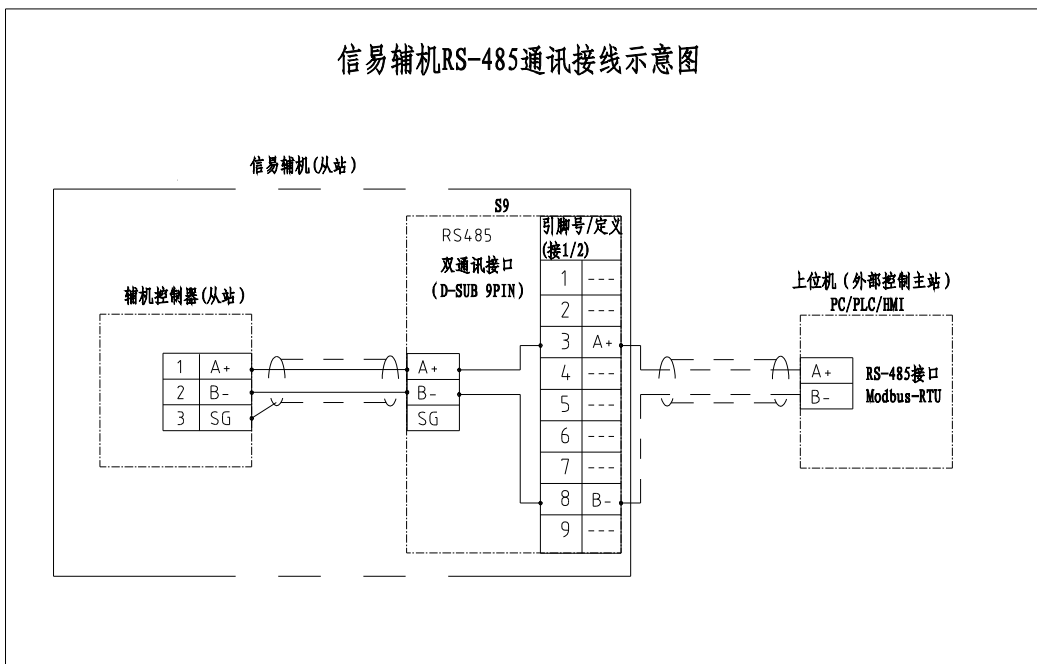 信易辅机RS-485通讯接线示意图
信易辅机(从站)
S9
RS485
双通讯接口
(D-SUB 9PIN)
引脚号/定义
(接1/2)
1 ---
2 ---
3 A+
4 ---
5 ---
6 ---
7 ---
8 B-
9 ---
辅机控制器(从站)
1 A+
2 B-
3 SG
A+
B-
SG
上位机(外部控制主站)
PC/PLC/HMI
A+
B-
RS-485接口
Modbus-RTU